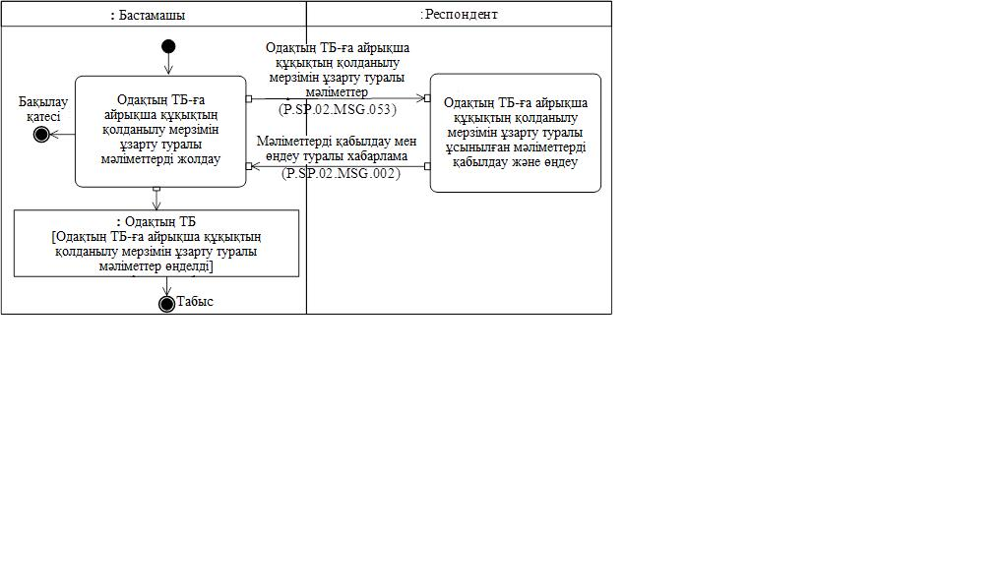 : Бастамашы
:Респондент
Одақтың ТБ-ға айрықша
құқықтың қолданылу
мерзімін ұзарту туралы
мәліметтер
(P.SP.02.MSG.053)
Бақылау
қатесі
Одақтың ТБ-ға
айрықша құқықтың
қолданылу мерзімін
ұзарту туралы
мәліметтерді жолдау
Одақтың ТБ-ға айрықша
құқықтың қолданылу
мерзімін ұзарту туралы
ұсынылған мәліметтерді
қабылдау және өңдеу
Мәліметтерді қабылдау мен
өңдеу туралы хабарлама
(P.SP.02.MSG.002)
: Одақтың ТБ
[Одақтың ТБ-ға айрықша құқықтың
қолданылу мерзімін ұзарту туралы
мәліметтер өңделді]
Табыс